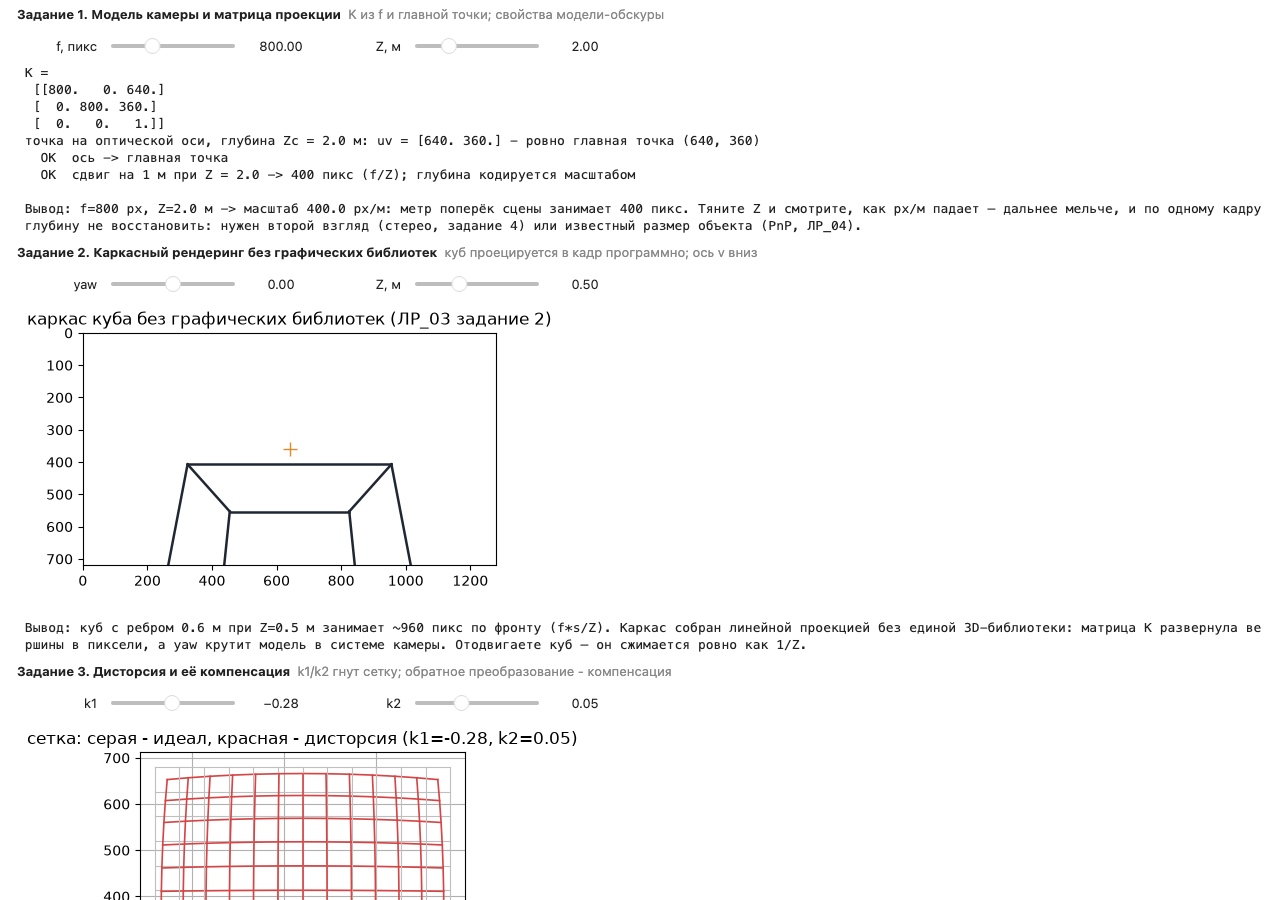 Задание 1. Модель камеры и матрица проекции K из f и главной точки; свойства модели-обскуры
f, пикс 800.00 Z, м 2.00
K =
[[800. 0. 640.]
[ 0. 800. 360.]
[ 0. 0. 1.]]
точка на оптической оси, глубина Zc = 2.0 м: uv = [640. 360.] — ровно главная точка (640, 360)
OK ось —> главная точка
OK сдвиг на 1 м при Z = 2.0 —> 400 пикс (f/Z); глубина кодируется масштабом
Вывод: f=800 px, Z=2.0 м —> масштаб 400.0 px/м: метр поперёк сцены занимает 400 пикс. Тяните Z и смотрите, как px/м падает — дальнее мельче, и по одному кадру
глубину не восстановить: нужен второй взгляд (стерео, задание 4) или известный размер объекта (PnP, ЛР_04).
Задание 2. Каркасный рендеринг без графических библиотек куб проецируется в кадр программно; ось v вниз
yaw 0.00 Z, м 0.50
каркас куба без графических библиотек (ЛР_03 задание 2)
0
100
200
300
400
500
600
700
0 200 400 600 800 1000 1200
Вывод: куб с ребром 0.6 м при Z=0.5 м занимает ~960 пикс по фронту (f*s/Z). Каркас собран линейной проекцией без единой 3D—библиотеки: матрица K развернула ве
ршины в пиксели, а yaw крутит модель в системе камеры. Отодвигаете куб — он сжимается ровно как 1/Z.
Задание 3. Дисторсия и её компенсация k1/k2 гнут сетку; обратное преобразование - компенсация
k1 −0.28 k2 0.05
сетка: серая - идеал, красная - дисторсия (k1=-0.28, k2=0.05)
700
600
500
400